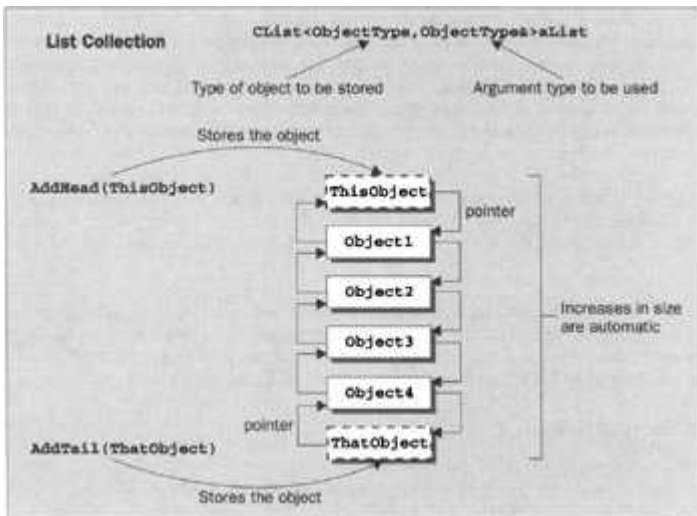 CList<ObjectType,ObjectType&>aList
List Collection
Type of object to be stored
Argument type to be used
Stores the object
AddHead(ThisObject)
ThisObject
pointer
Object1
Object2
Increases in size
are automatic
Object3
Object4
pointer
AddTail(ThatObject)
ThatObject
Stores the object